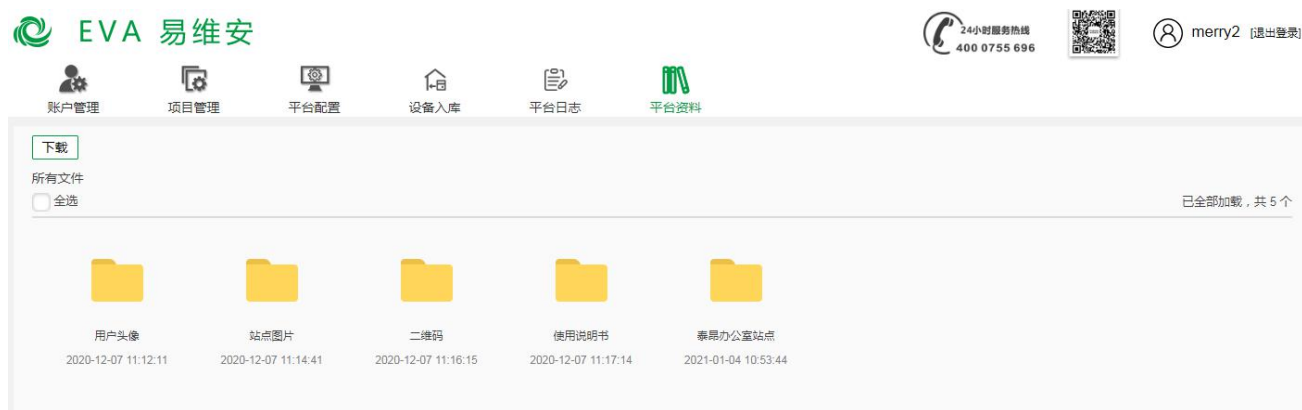 EVA 易维安
24小时服务热线
400 0755 696
merry2 [退出登录]
账户管理 项目管理 平台配置 设备入库 平台日志 平台资料
下载
所有文件
全选 已全部加载，共 5 个
用户头像 站点图片 二维码 使用说明书 泰昂办公室站点
2020-12-07 11:12:11 2020-12-07 11:14:41 2020-12-07 11:16:15 2020-12-07 11:17:14 2021-01-04 10:53:44